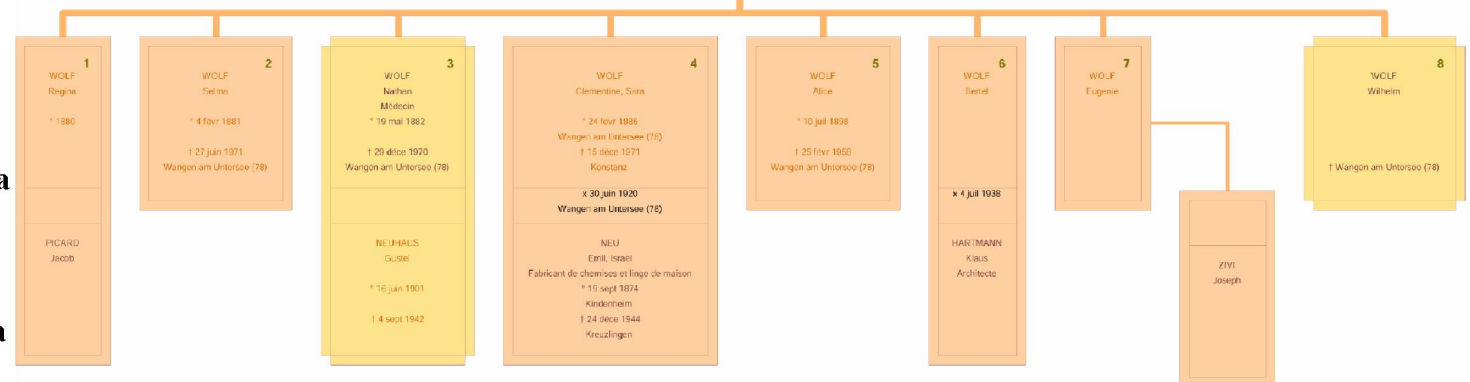 1
WOLF
Regina
° 1880
PICARD
Jacob
2
WOLF
Selma
° 4 févr 1881
† 27 juin 1971
Wangen am Untersee (78)
3
WOLF
Nathan
Médecin
° 19 mai 1882
† 29 déce 1970
Wangen am Untersee (78)
NEUHAUS
Gustel
° 16 juin 1901
† 4 sept 1942
4
WOLF
Clementine, Sara
° 24 févr 1886
Wangen am Untersee (78)
† 15 déce 1971
Konstanz
x 30 juin 1920
Wangen am Untersee (78)
NEU
Emil, Israel
Fabricant de chemises et linge de maison
° 19 sept 1874
Kindenheim
† 24 déce 1944
Kreuzlingen
5
WOLF
Alice
° 10 juil 1896
† 25 févr 1958
Wangen am Untersee (78)
6
WOLF
Bertel
x 4 juil 1938
HARTMANN
Klaus
Architecte
7
WOLF
Eugenie
ZIVI
Joseph
8
WOLF
Wilhelm
† Wangen am Untersee (78)
a
a